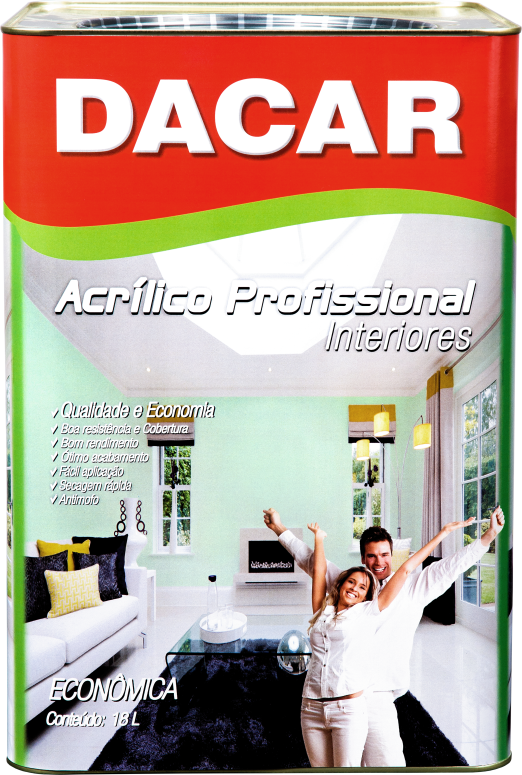 DACAR
Acrílico Profissional
Interiores
✓ Qualidade e Economia
✓ Boa resistência e Cobertura
✓ Bom rendimento
✓ Ótimo acabamento
✓ Fácil aplicação
✓ Secagem rápida
✓ Antimofo
ECONÔMICA
Conteúdo: 18 L